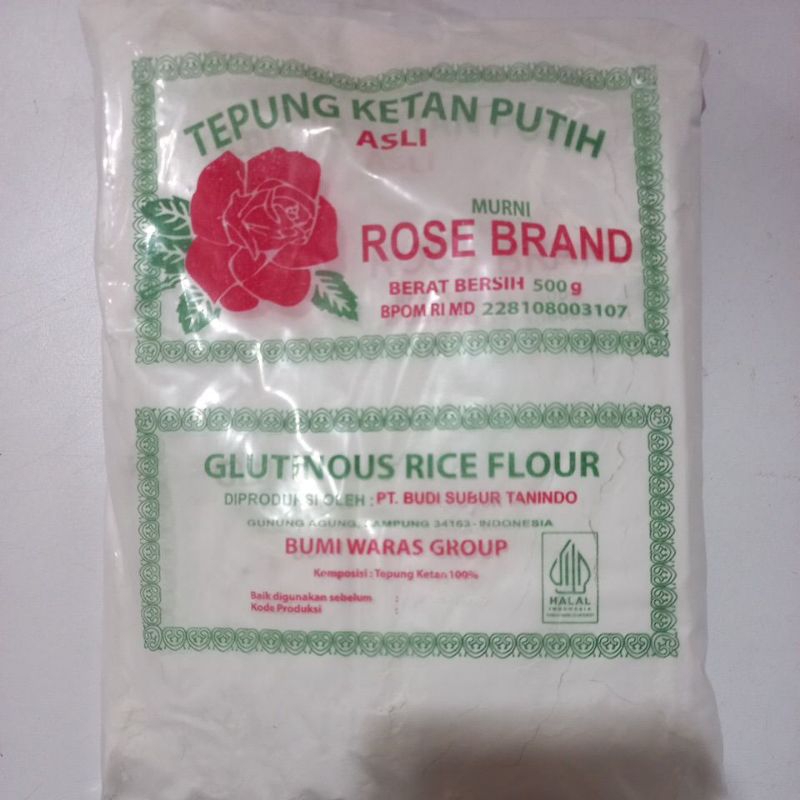 TEPUNG KETAN PUTIH
ASLI
MURNI
ROSE BRAND
BERAT BERSIH 500 g
BPOM RI MD 228108003107
GLUTINOUS RICE FLOUR
DIPRODUKSI OLEH : PT. BUDI SUBUR TANINDO
GUNUNG AGUNG, LAMPUNG 34163 - INDONESIA
BUMI WARAS GROUP
Komposisi : Tepung Ketan 100%
Baik digunakan sebelum :
Kode Produksi :
HALAL
INDONESIA